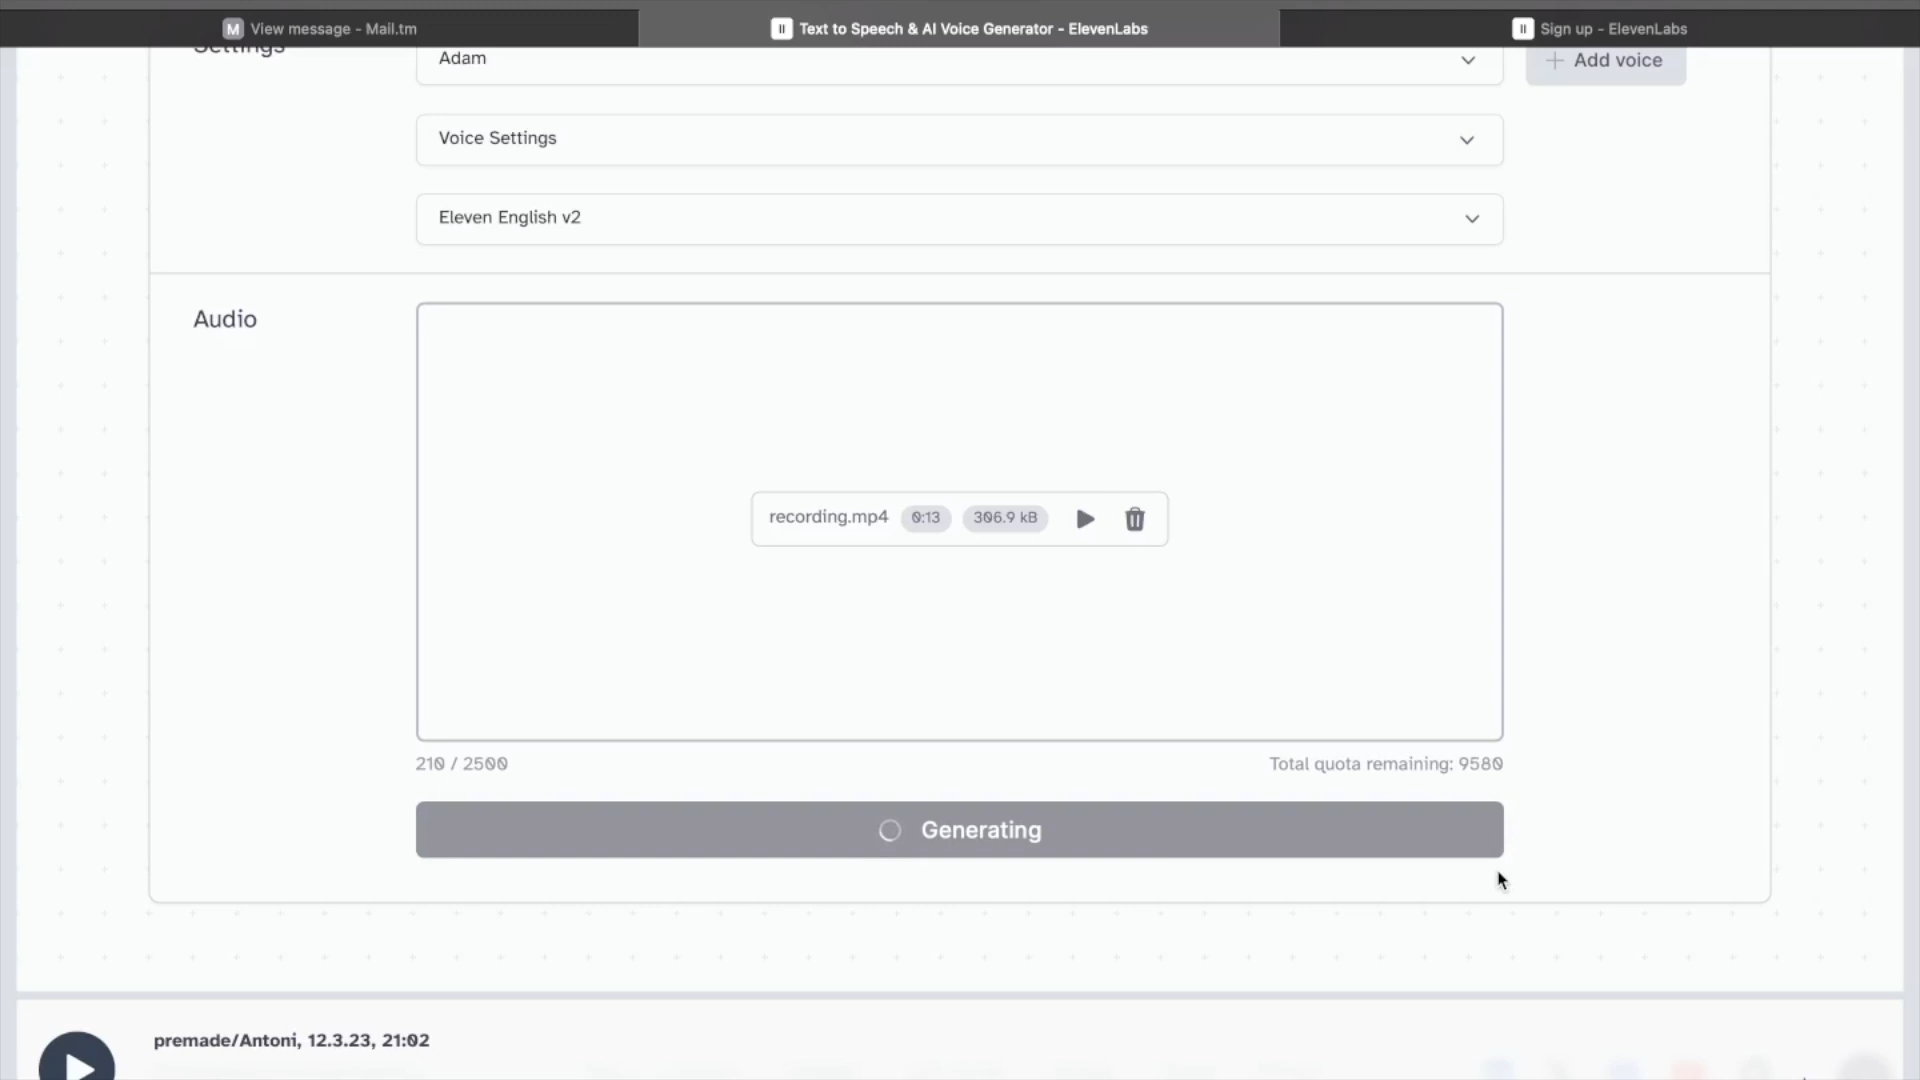 View message - Mail.tm
Text to Speech & AI Voice Generator - ElevenLabs
Sign up - ElevenLabs
Settings
Adam
Add voice
Voice Settings
Eleven English v2
Audio
recording.mp4 0:13 306.9 kB
210 / 2500
Total quota remaining: 9580
Generating
premade/Antoni, 12.3.23, 21:02